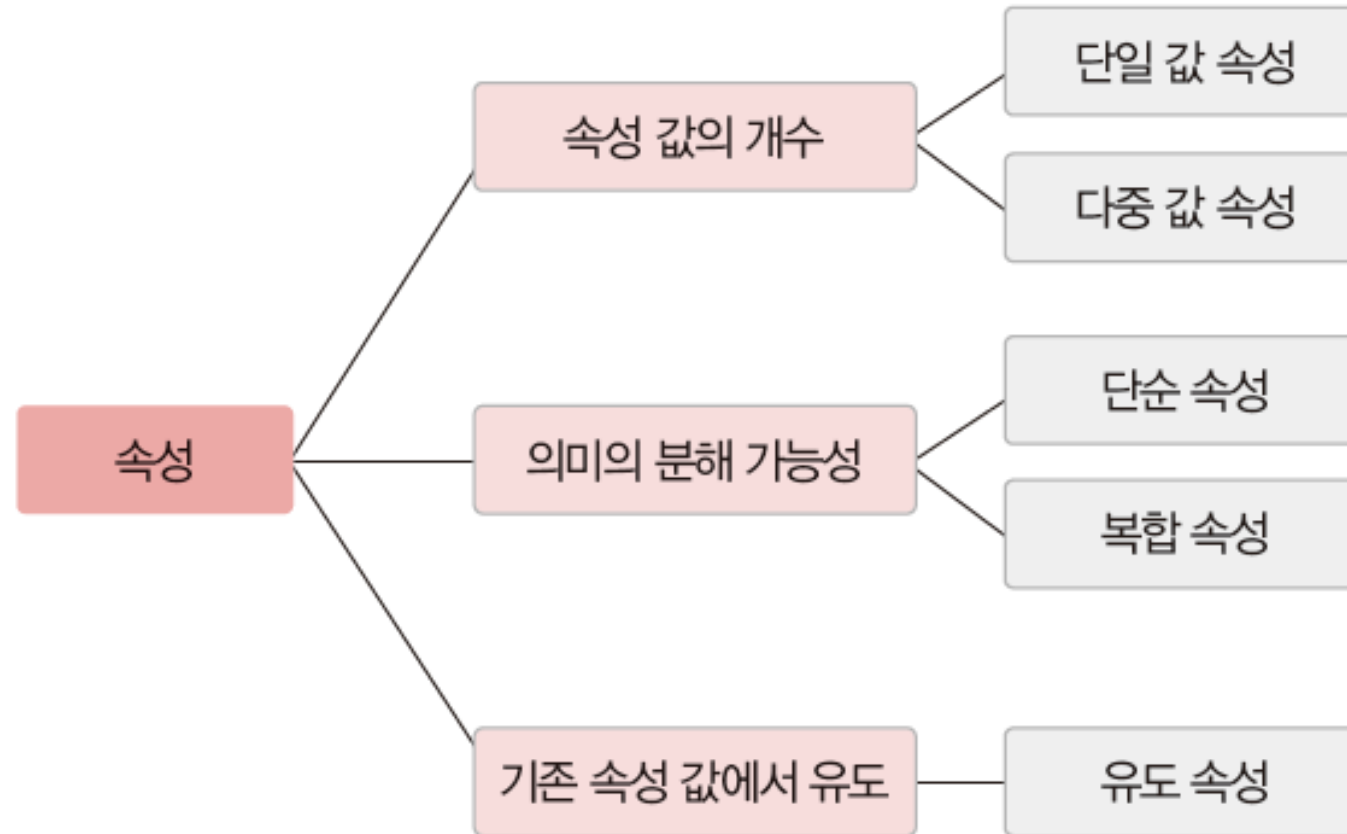 속성
속성 값의 개수
단일 값 속성
다중 값 속성
의미의 분해 가능성
단순 속성
복합 속성
기존 속성 값에서 유도
유도 속성